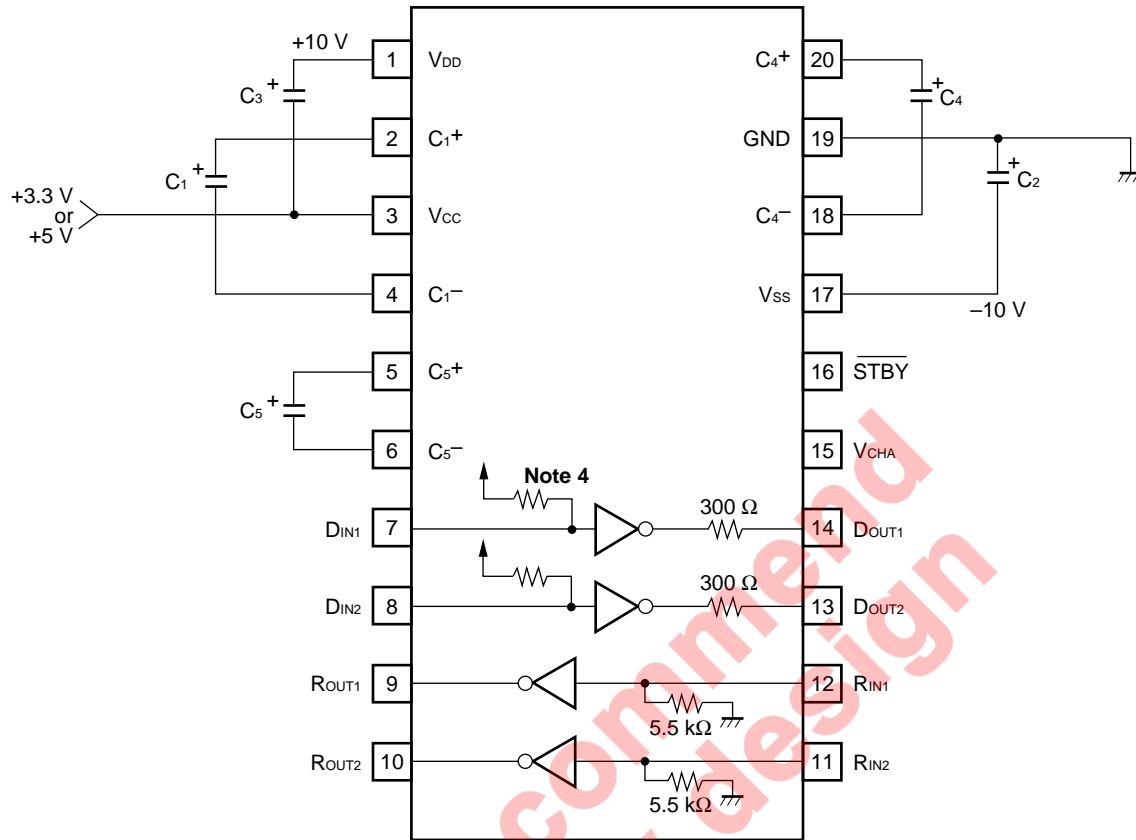 +10 V
1 VDD
C4+ 20
C3 +
+ C4
2 C1+
GND 19
C1 +
+ C2
+3.3 V
or
+5 V
3 VCC
C4– 18
4 C1–
VSS 17
–10 V
5 C5+
STBY 16
C5 +
6 C5–
VCHA 15
Note 4
300 Ω
DIN1 7
14 DOUT1
300 Ω
DIN2 8
13 DOUT2
ROUT1 9
12 RIN1
5.5 kΩ
ROUT2 10
11 RIN2
5.5 kΩ
commend
design